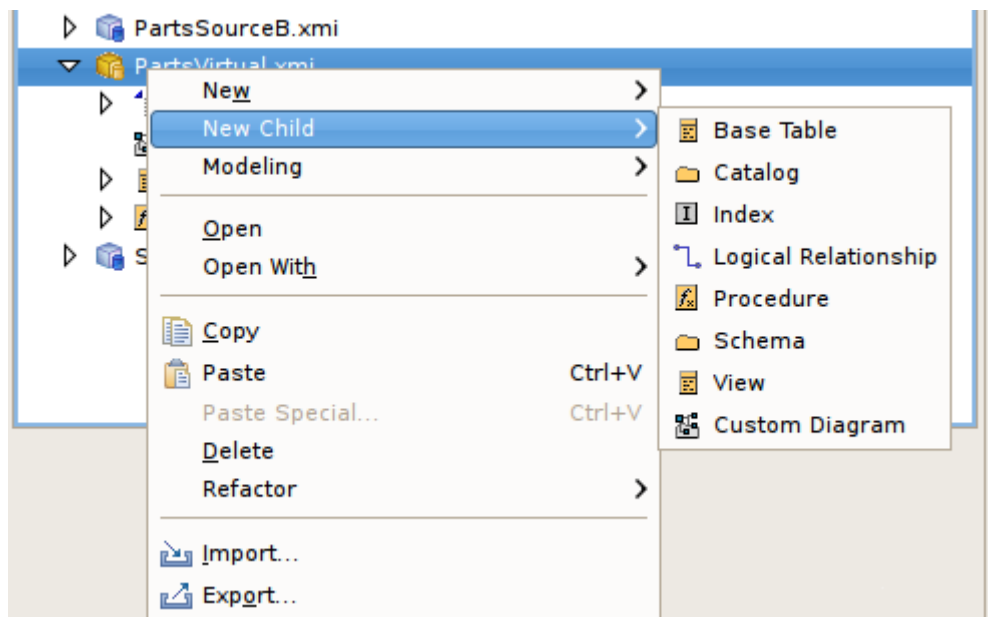 PartsSourceB.xmi
PartsVirtual.xmi
New
New Child
Modeling
Open
Open With
Copy
Paste Ctrl+V
Paste Special... Ctrl+V
Delete
Refactor
Import...
Export...
Base Table
Catalog
Index
Logical Relationship
Procedure
Schema
View
Custom Diagram
S